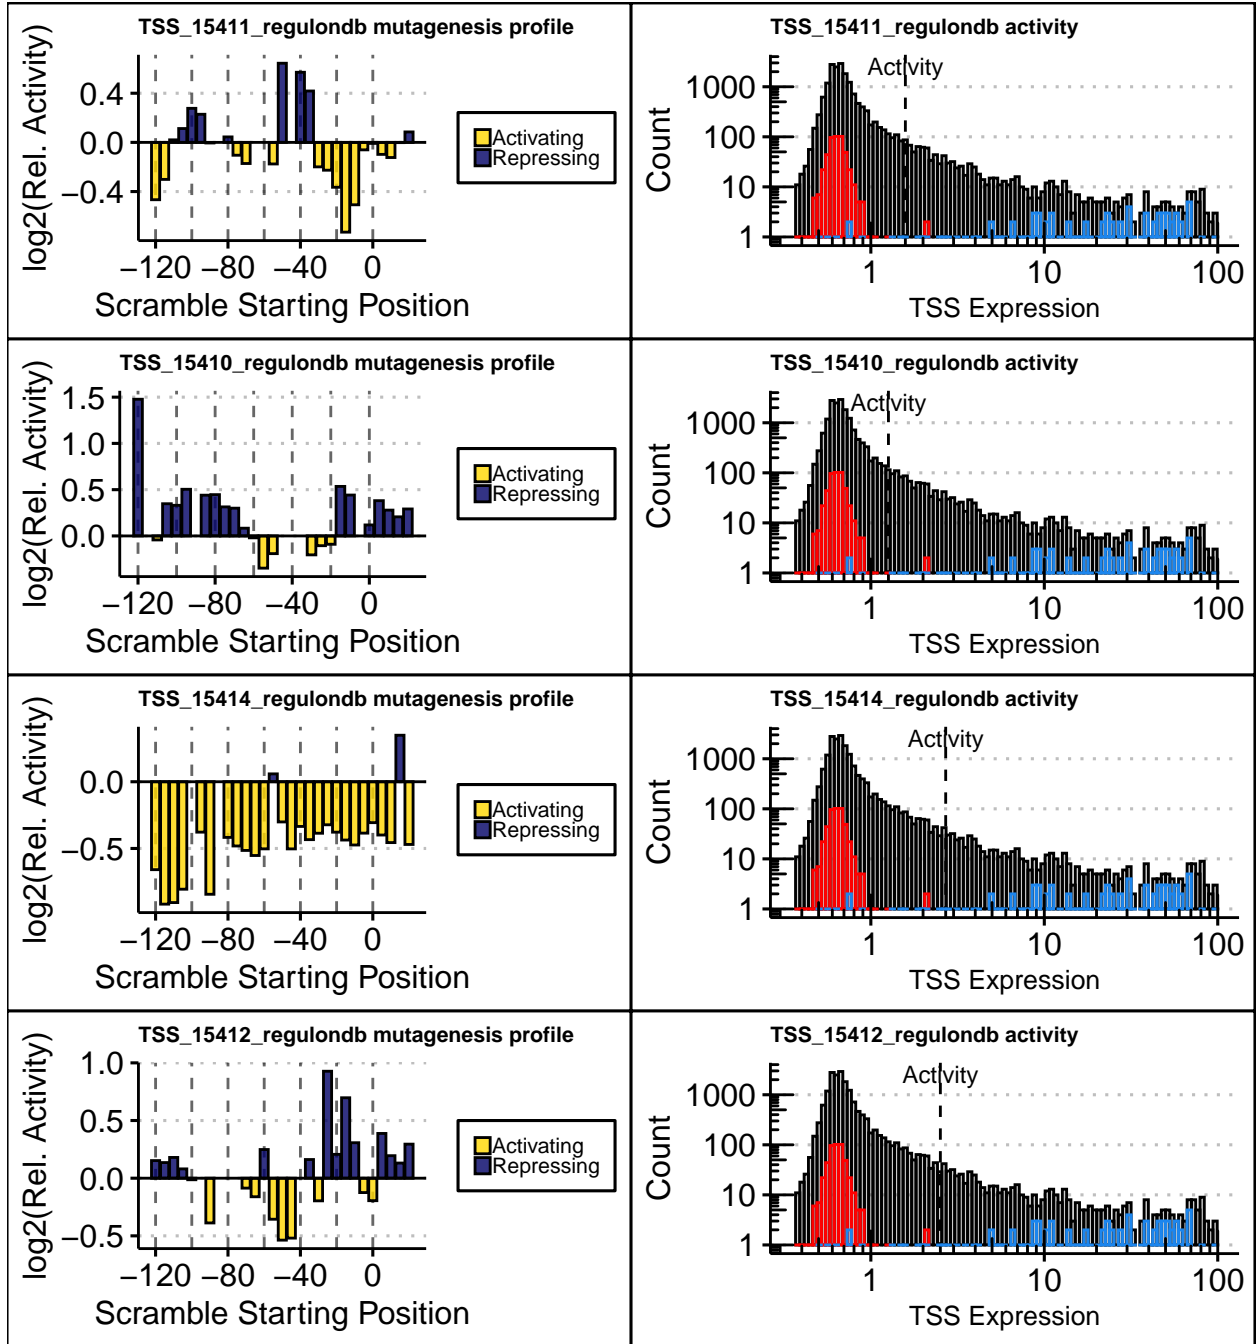 TSS_15411_regulondb mutagenesis profile
log2(Rel. Activity)
0.4
0.0
−0.4
−120 −80 −40 0
Scramble Starting Position
Activating
Repressing
TSS_15411_regulondb activity
Activity
Count
1000
100
10
1
1 10 100
TSS Expression
TSS_15410_regulondb mutagenesis profile
log2(Rel. Activity)
1.5
1.0
0.5
0.0
−120 −80 −40 0
Scramble Starting Position
Activating
Repressing
TSS_15410_regulondb activity
Activity
Count
1000
100
10
1
1 10 100
TSS Expression
TSS_15414_regulondb mutagenesis profile
log2(Rel. Activity)
0.0
−0.5
−120 −80 −40 0
Scramble Starting Position
Activating
Repressing
TSS_15414_regulondb activity
Activity
Count
1000
100
10
1
1 10 100
TSS Expression
TSS_15412_regulondb mutagenesis profile
log2(Rel. Activity)
1.0
0.5
0.0
−0.5
−120 −80 −40 0
Scramble Starting Position
Activating
Repressing
TSS_15412_regulondb activity
Activity
Count
1000
100
10
1
1 10 100
TSS Expression